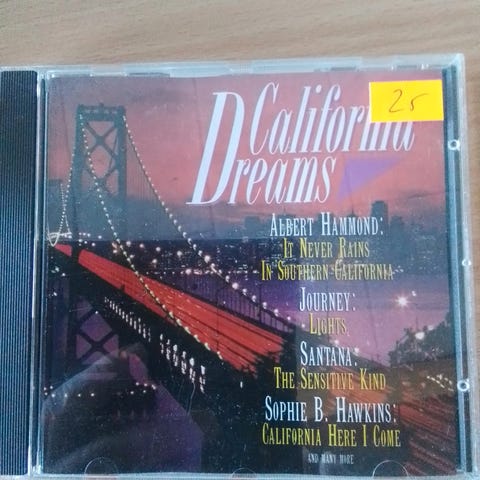 California
Dreams
25
ALBERT HAMMOND:
IT NEVER RAINS
IN SOUTHERN CALIFORNIA
JOURNEY:
LIGHTS
SANTANA:
THE SENSITIVE KIND
SOPHIE B. HAWKINS:
CALIFORNIA HERE I COME
AND MANY MORE